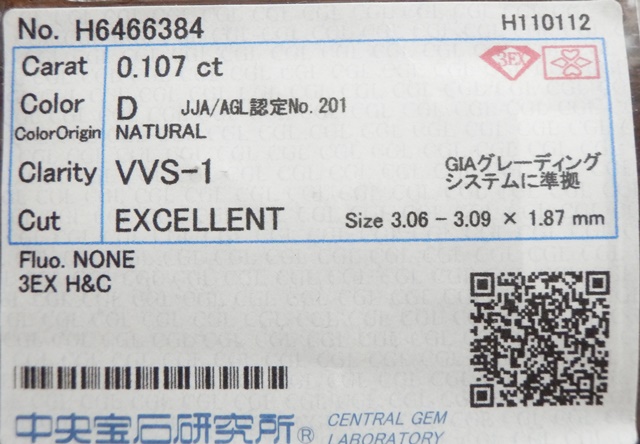 No. H6466384 H110112
Carat 0.107 ct 3EX
Color D JJA/AGL認定No. 201
ColorOrigin NATURAL
Clarity VVS-1 GIAグレーディング
システムに準拠
Cut EXCELLENT Size 3.06 - 3.09 × 1.87 mm
Fluo. NONE
3EX H&C
中央宝石研究所® CENTRAL GEM
LABORATORY